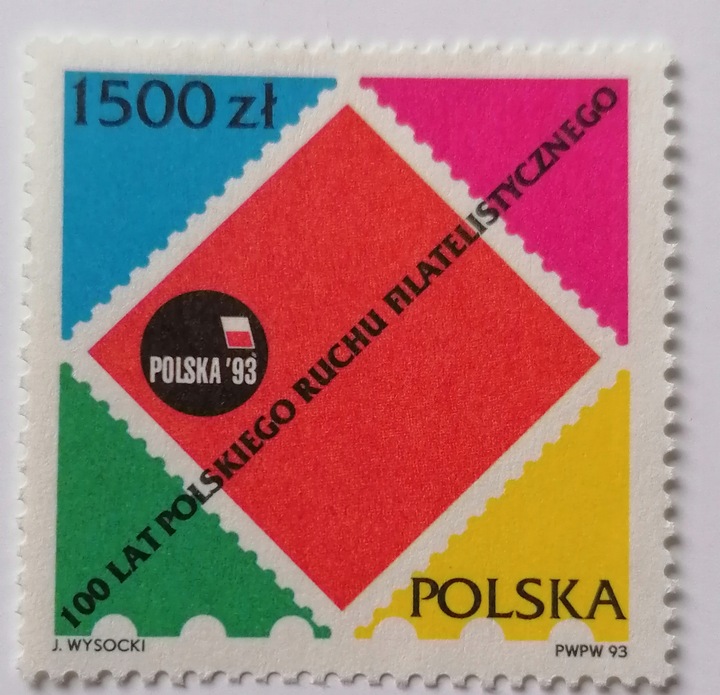 1500 zł
POLSKA '93
100 LAT POLSKIEGO RUCHU FILATELISTYCZNEGO
POLSKA
J. WYSOCKI
PWPW 93